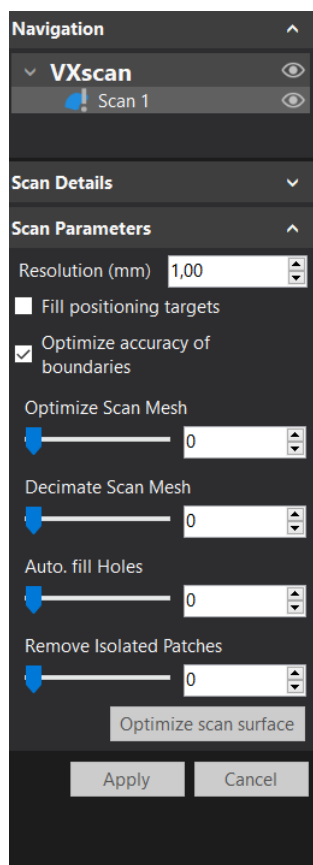 Navigation
VXscan
Scan 1
Scan Details
Scan Parameters
Resolution (mm) 1,00
Fill positioning targets
Optimize accuracy of
boundaries
Optimize Scan Mesh
0
Decimate Scan Mesh
0
Auto. fill Holes
0
Remove Isolated Patches
0
Optimize scan surface
Apply Cancel